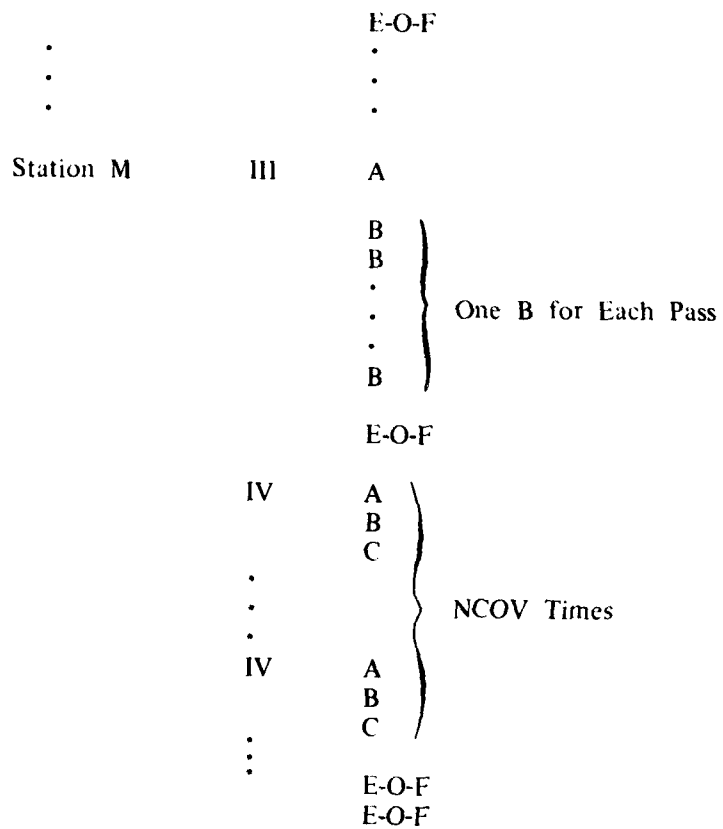 E-O-F
. .
. .
. .
Station M III A
B
B
.
. One B for Each Pass
.
B
E-O-F
IV A
B
C
.
. NCOV Times
.
IV A
B
C
.
.
.
E-O-F
E-O-F